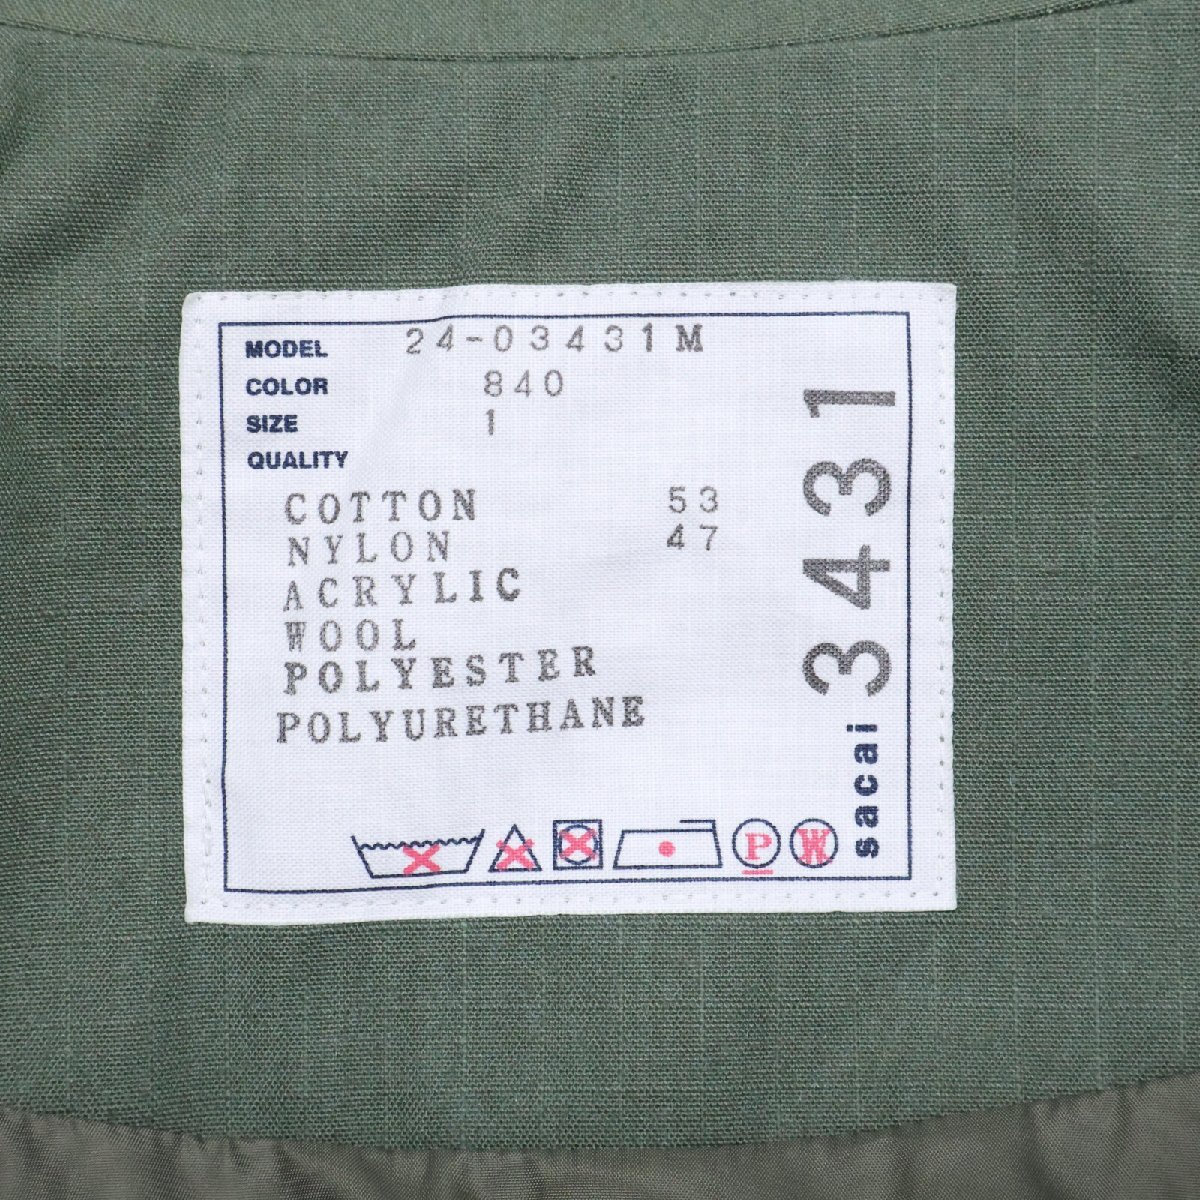 MODEL 24-03431M
COLOR 840
SIZE 1
QUALITY
COTTON 53
NYLON 47
ACRYLIC
WOOL
POLYESTER
POLYURETHANE
P W
sacai 3431